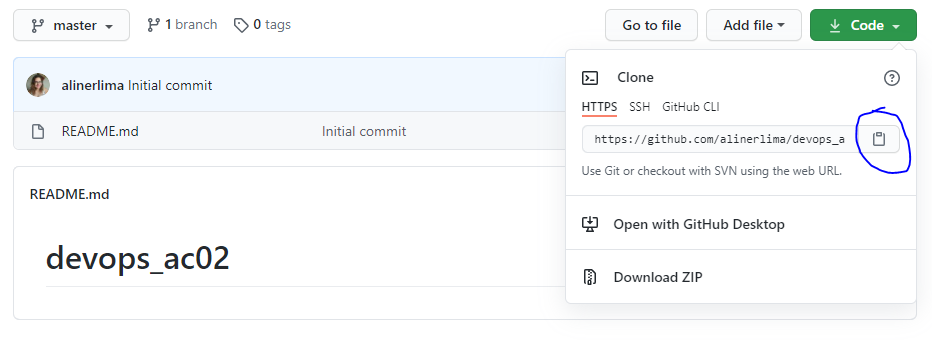 master 1 branch 0 tags Go to file Add file Code
alinerlima Initial commit
README.md Initial commit
README.md
devops_ac02
Clone
HTTPS SSH GitHub CLI
https://github.com/alinerlima/devops_a
Use Git or checkout with SVN using the web URL.
Open with GitHub Desktop
Download ZIP